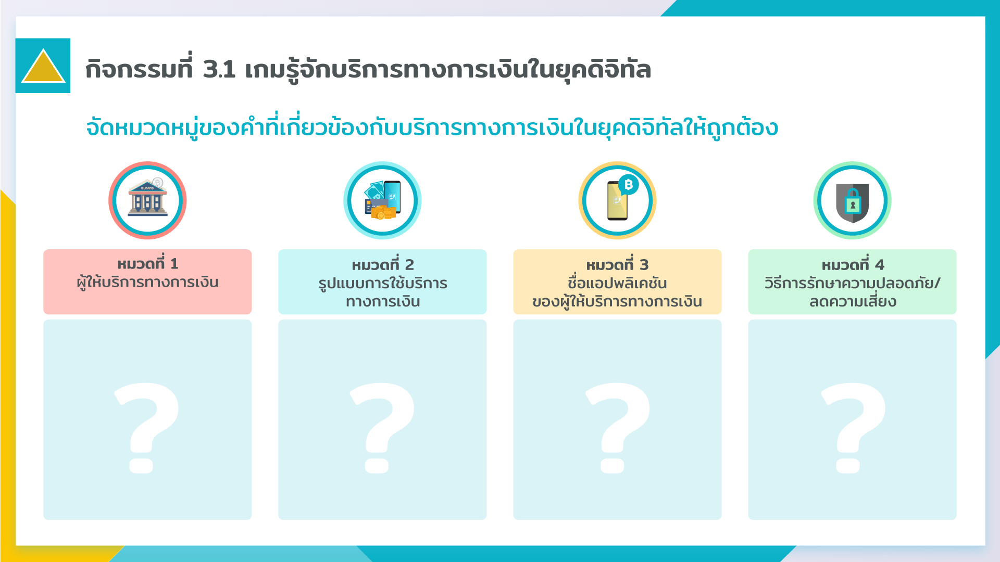 กิจกรรมที่ 3.1 เกมรู้จักบริการทางการเงินในยุคดิจิทัล
จัดหมวดหมู่ของคำที่เกี่ยวข้องกับบริการทางการเงินในยุคดิจิทัลให้ถูกต้อง
ธนาคาร
หมวดที่ 1
ผู้ให้บริการทางการเงิน
หมวดที่ 2
รูปแบบการใช้บริการ
ทางการเงิน
หมวดที่ 3
ชื่อแอปพลิเคชัน
ของผู้ให้บริการทางการเงิน
หมวดที่ 4
วิธีการรักษาความปลอดภัย/
ลดความเสี่ยง
?
?
?
?